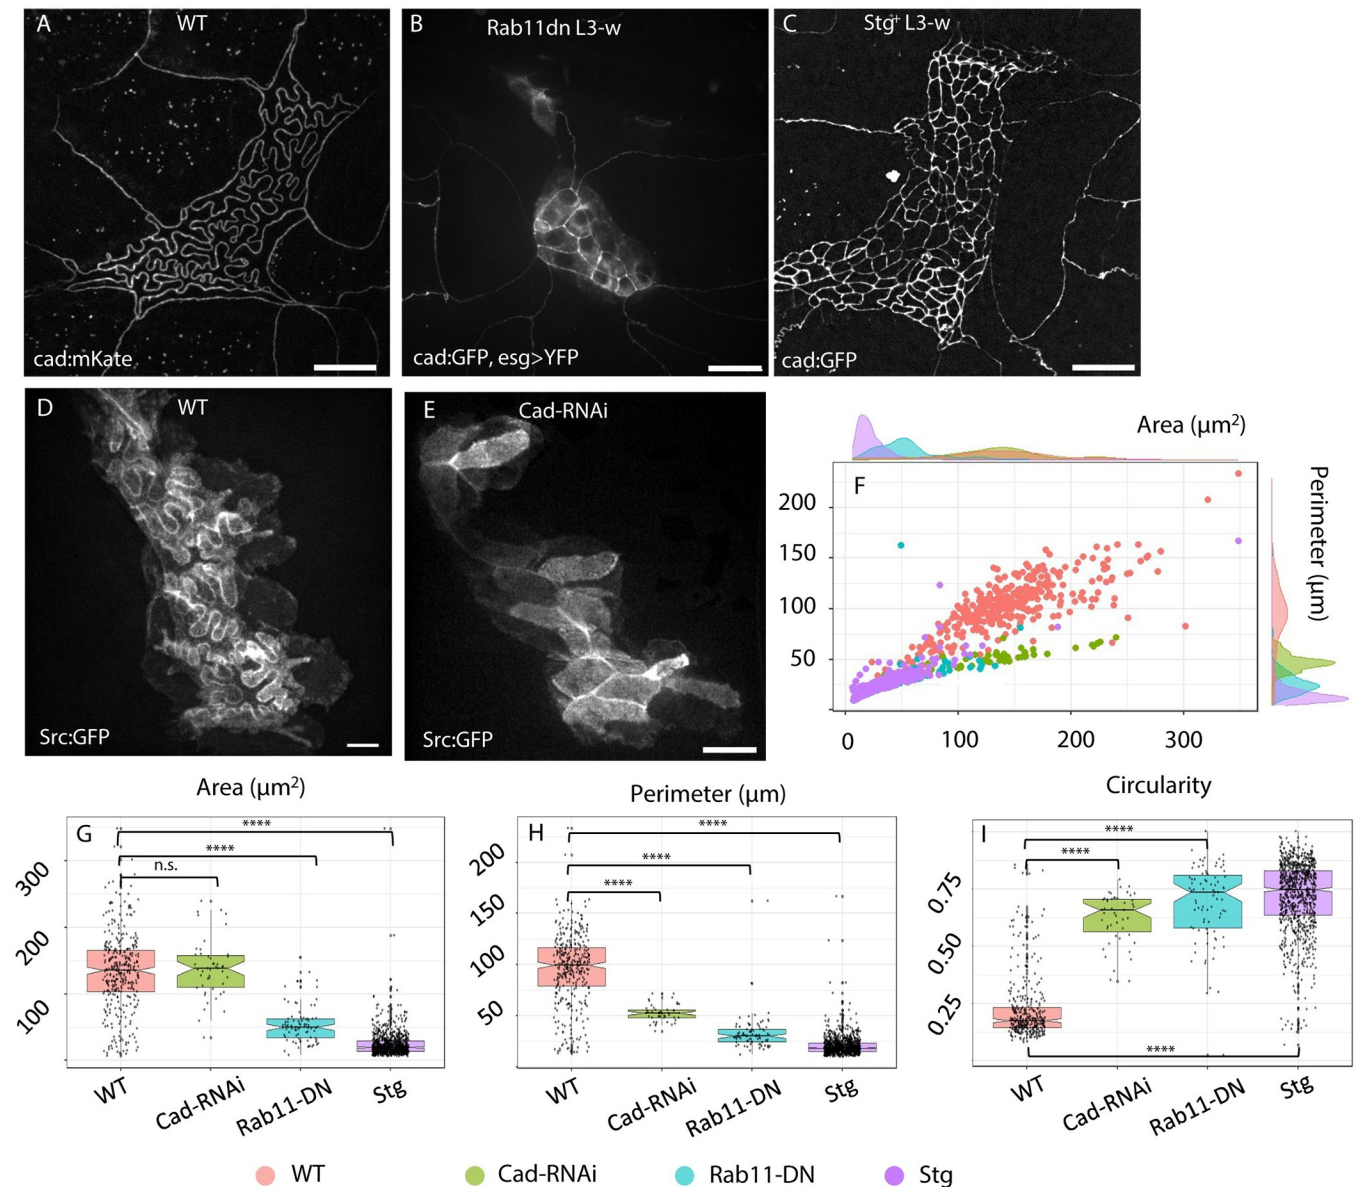 A WT
cad:mKate
B Rab11dn L3-w
cad:GFP, esg>YFP
C Stg⁺ L3-w
cad:GFP
D WT
Src:GFP
E Cad-RNAi
Src:GFP
Area (µm²)
F
Perimeter (µm)
200
150
100
50
0 100 200 300
Area (µm²)
G
****
****
n.s.
300
200
100
WT Cad-RNAi Rab11-DN Stg
Perimeter (µm)
H
****
****
****
200
150
100
50
WT Cad-RNAi Rab11-DN Stg
Circularity
I
****
****
****
0.75
0.50
0.25
WT Cad-RNAi Rab11-DN Stg
WT Cad-RNAi Rab11-DN Stg